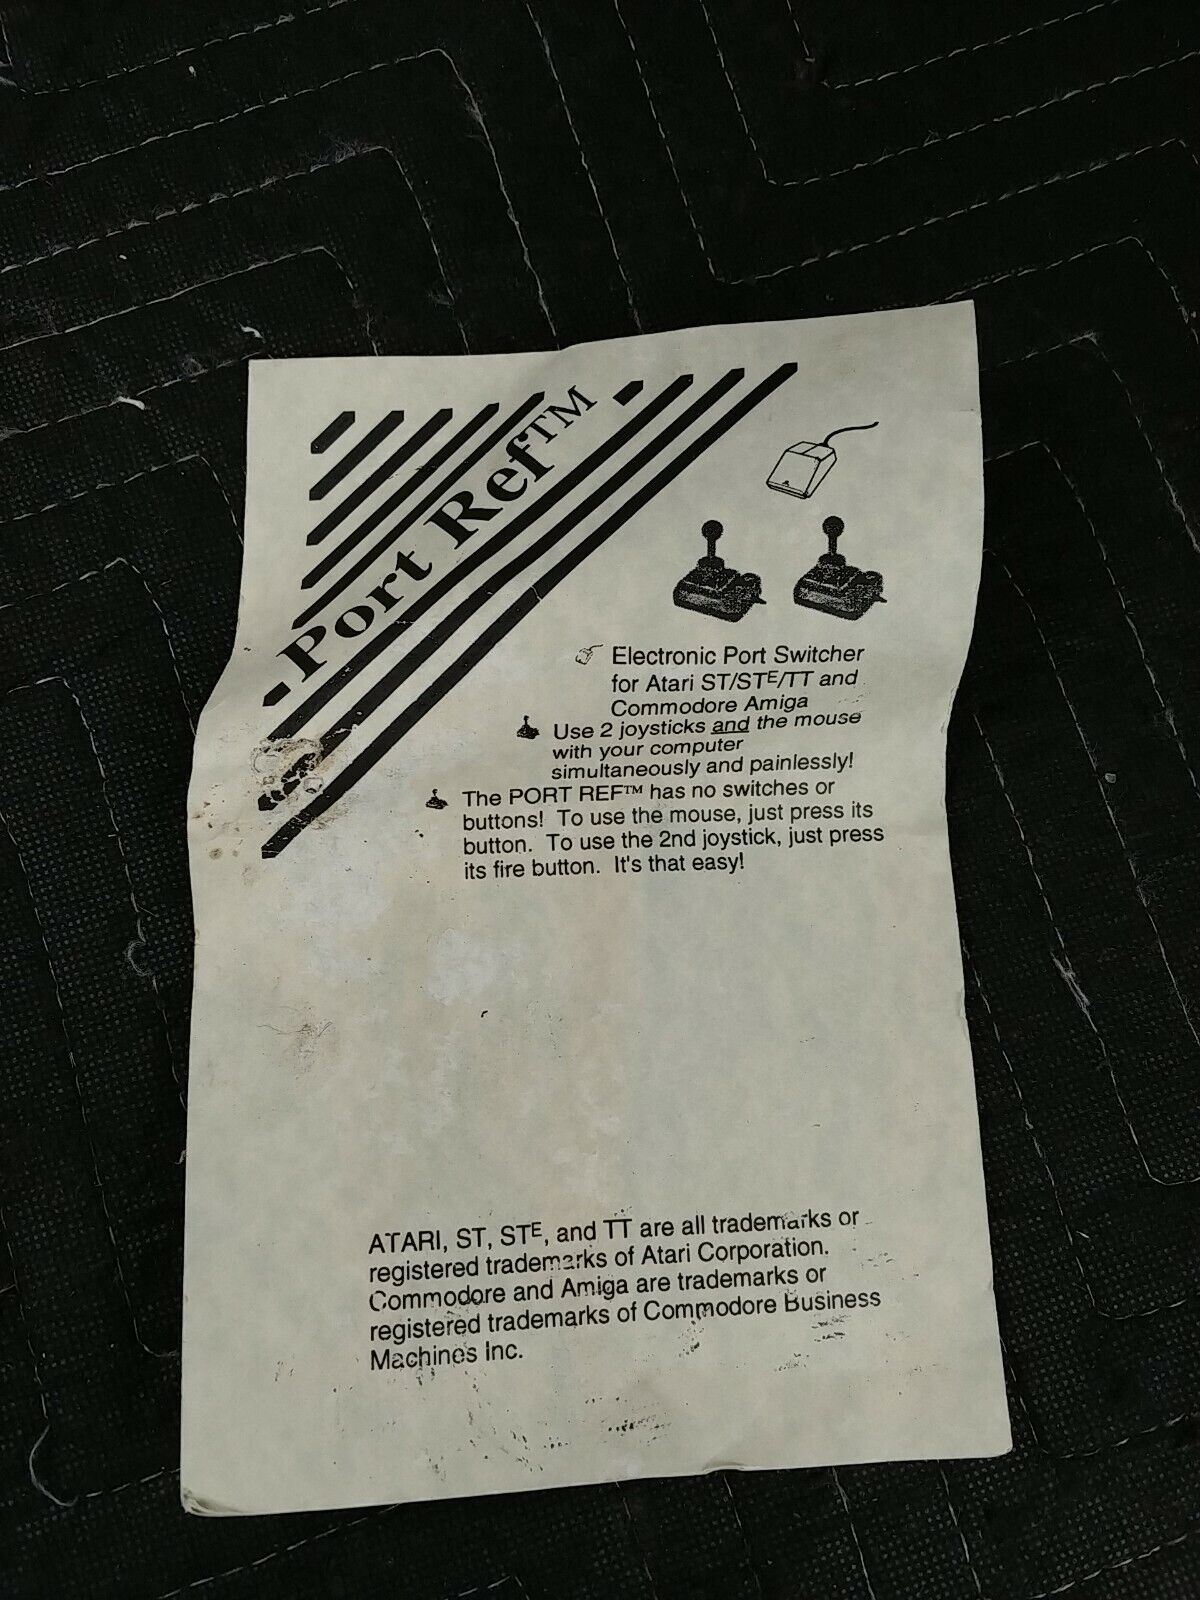 Port Ref™
Electronic Port Switcher
for Atari ST/STE/TT and
Commodore Amiga
Use 2 joysticks and the mouse
with your computer
simultaneously and painlessly!
The PORT REF™ has no switches or
buttons! To use the mouse, just press its
button. To use the 2nd joystick, just press
its fire button. It's that easy!
ATARI, ST, STE, and TT are all trademarks or
registered trademarks of Atari Corporation.
Commodore and Amiga are trademarks or
registered trademarks of Commodore Business
Machines Inc.